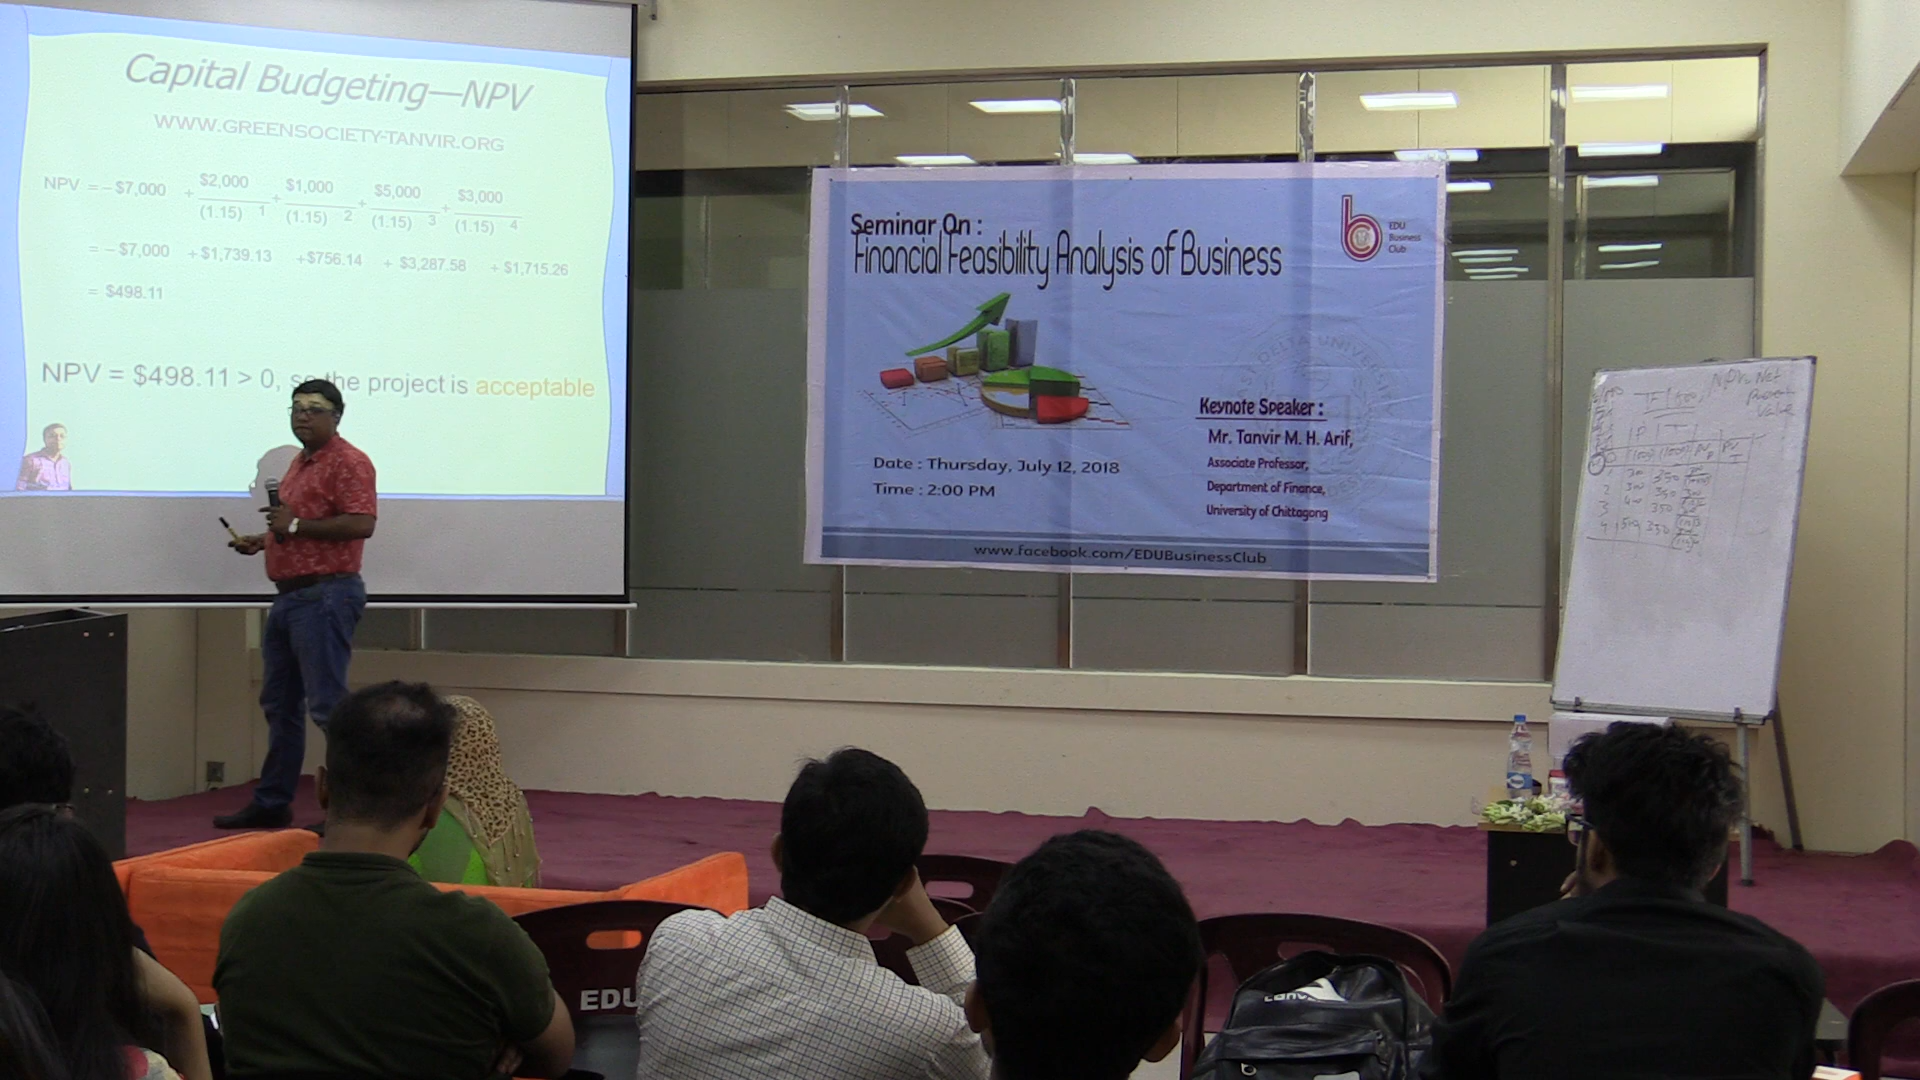 Capital Budgeting—NPV
WWW.GREENSOCIETY-TANVIR.ORG
NPV = – $7,000 + $2,000 + $1,000 + $5,000 + $3,000
(1.15) 1 (1.15) 2 (1.15) 3 (1.15) 4
= – $7,000 + $1,739.13 + $756.14 + $3,287.58 + $1,715.26
= $498.11
NPV = $498.11 > 0, so the project is acceptable
Seminar On :
Financial Feasibility Analysis of Business
EDU
Business
Club
Keynote Speaker :
Mr. Tanvir M. H. Arif,
Associate Professor,
Department of Finance,
University of Chittagong
Date : Thursday, July 12, 2018
Time : 2:00 PM
www.facebook.com/EDUBusinessClub
EAST DELTA UNIVERSITY
NPV = Net
Present
Value
EDU